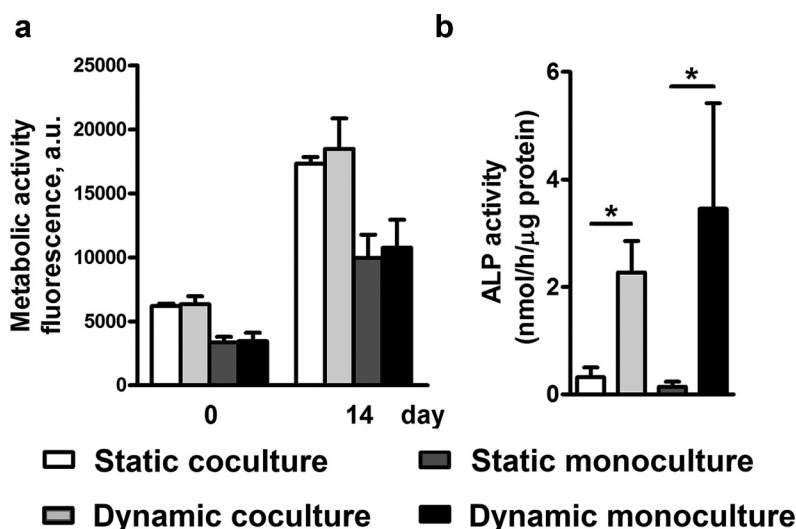 a
25000
20000
15000
10000
5000
0
Metabolic activity
fluorescence, a.u.
0 14 day
b
6
4
2
0
ALP activity
(nmol/h/μg protein)
*
*
Static coculture
Static monoculture
Dynamic coculture
Dynamic monoculture